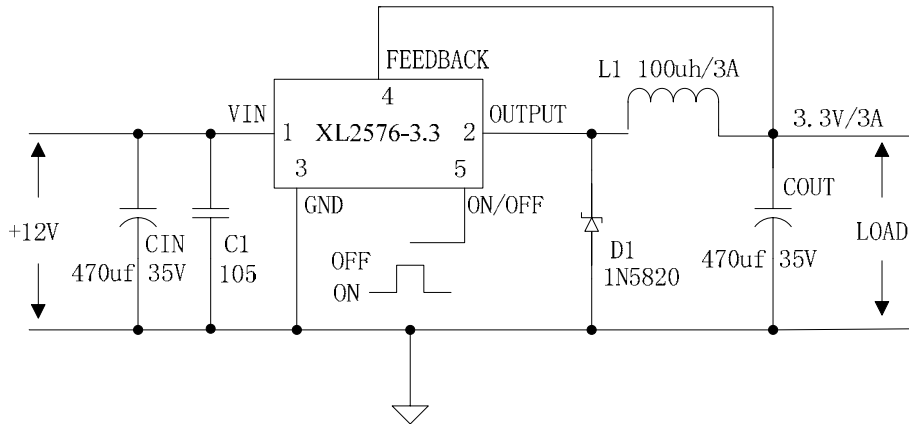 FEEDBACK
L1 100uh/3A
4
VIN
OUTPUT
3.3V/3A
1 XL2576-3.3 2
3 5
GND
ON/OFF
COUT
+12V
CIN
C1
OFF
D1
LOAD
470uf 35V
105
ON
1N5820
470uf 35V